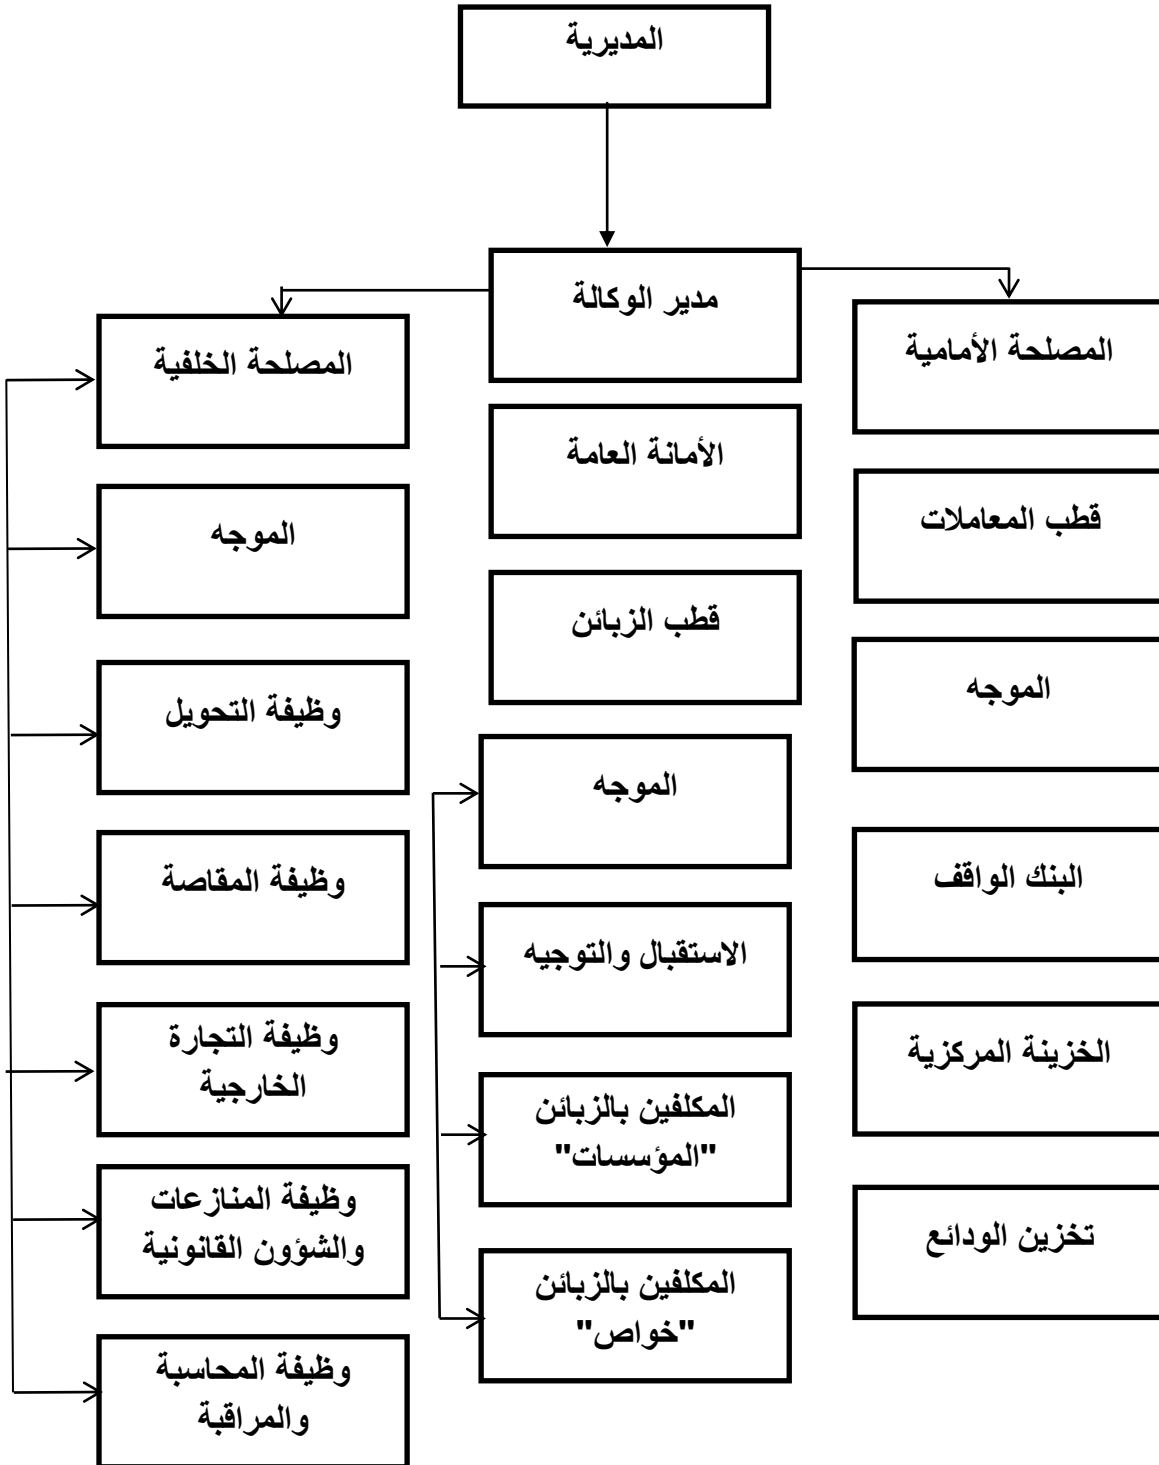 المديرية
مدير الوكالة
المصلحة الأمامية
قطب المعاملات
الموجه
البنك الواقف
الخزينة المركزية
تخزين الودائع
الأمانة العامة
قطب الزبائن
الموجه
الاستقبال والتوجيه
المكلفين بالزبائن
"المؤسسات"
المكلفين بالزبائن
"خواص"
المصلحة الخلفية
الموجه
وظيفة التحويل
وظيفة المقاصة
وظيفة التجارة
الخارجية
وظيفة المنازعات
والشؤون القانونية
وظيفة المحاسبة
والمراقبة